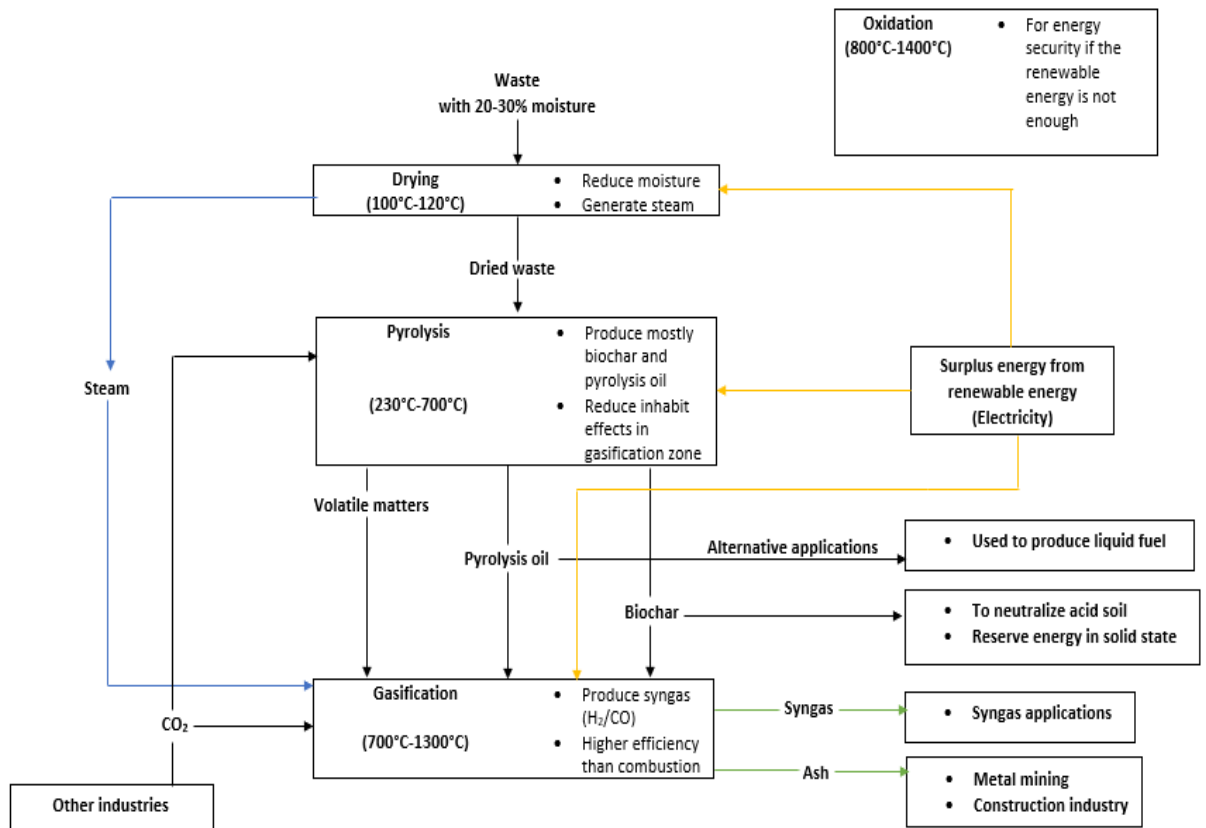 Oxidation
(800°C-1400°C)
• For energy
security if the
renewable
energy is not
enough
Waste
with 20-30% moisture
Drying
(100°C-120°C)
• Reduce moisture
• Generate steam
Dried waste
Pyrolysis
(230°C-700°C)
• Produce mostly
biochar and
pyrolysis oil
• Reduce inhabit
effects in
gasification zone
Surplus energy from
renewable energy
(Electricity)
Steam
Volatile matters
Pyrolysis oil
Alternative applications
• Used to produce liquid fuel
Biochar
• To neutralize acid soil
• Reserve energy in solid state
Gasification
(700°C-1300°C)
• Produce syngas
(H₂/CO)
• Higher efficiency
than combustion
CO₂
Syngas
• Syngas applications
Ash
• Metal mining
• Construction industry
Other industries